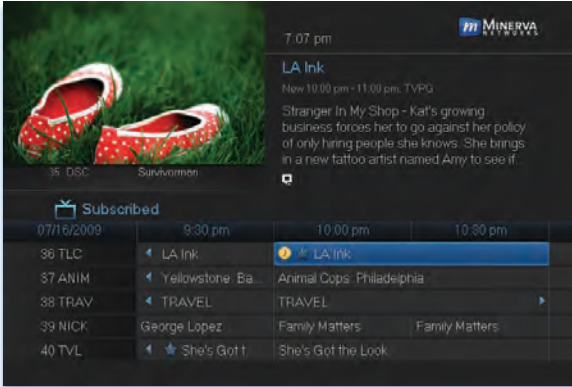 7:07 pm
m MINERVA
NETWORKS
LA Ink
New 10:00 pm - 11:00 pm, TVPG
Stranger In My Shop - Kat's growing
business forces her to go against her policy
of only hiring people she knows. She brings
in a new tattoo artist named Amy to see if
35 DSC Survivorman
Subscribed
07/16/2009 9:30 pm 10:00 pm 10:30 pm
36 TLC LA Ink LA Ink
37 ANIM Yellowstone: Ba... Animal Cops: Philadelphia
38 TRAV TRAVEL TRAVEL
39 NICK George Lopez Family Matters Family Matters
40 TVL She's Got t She's Got the Look